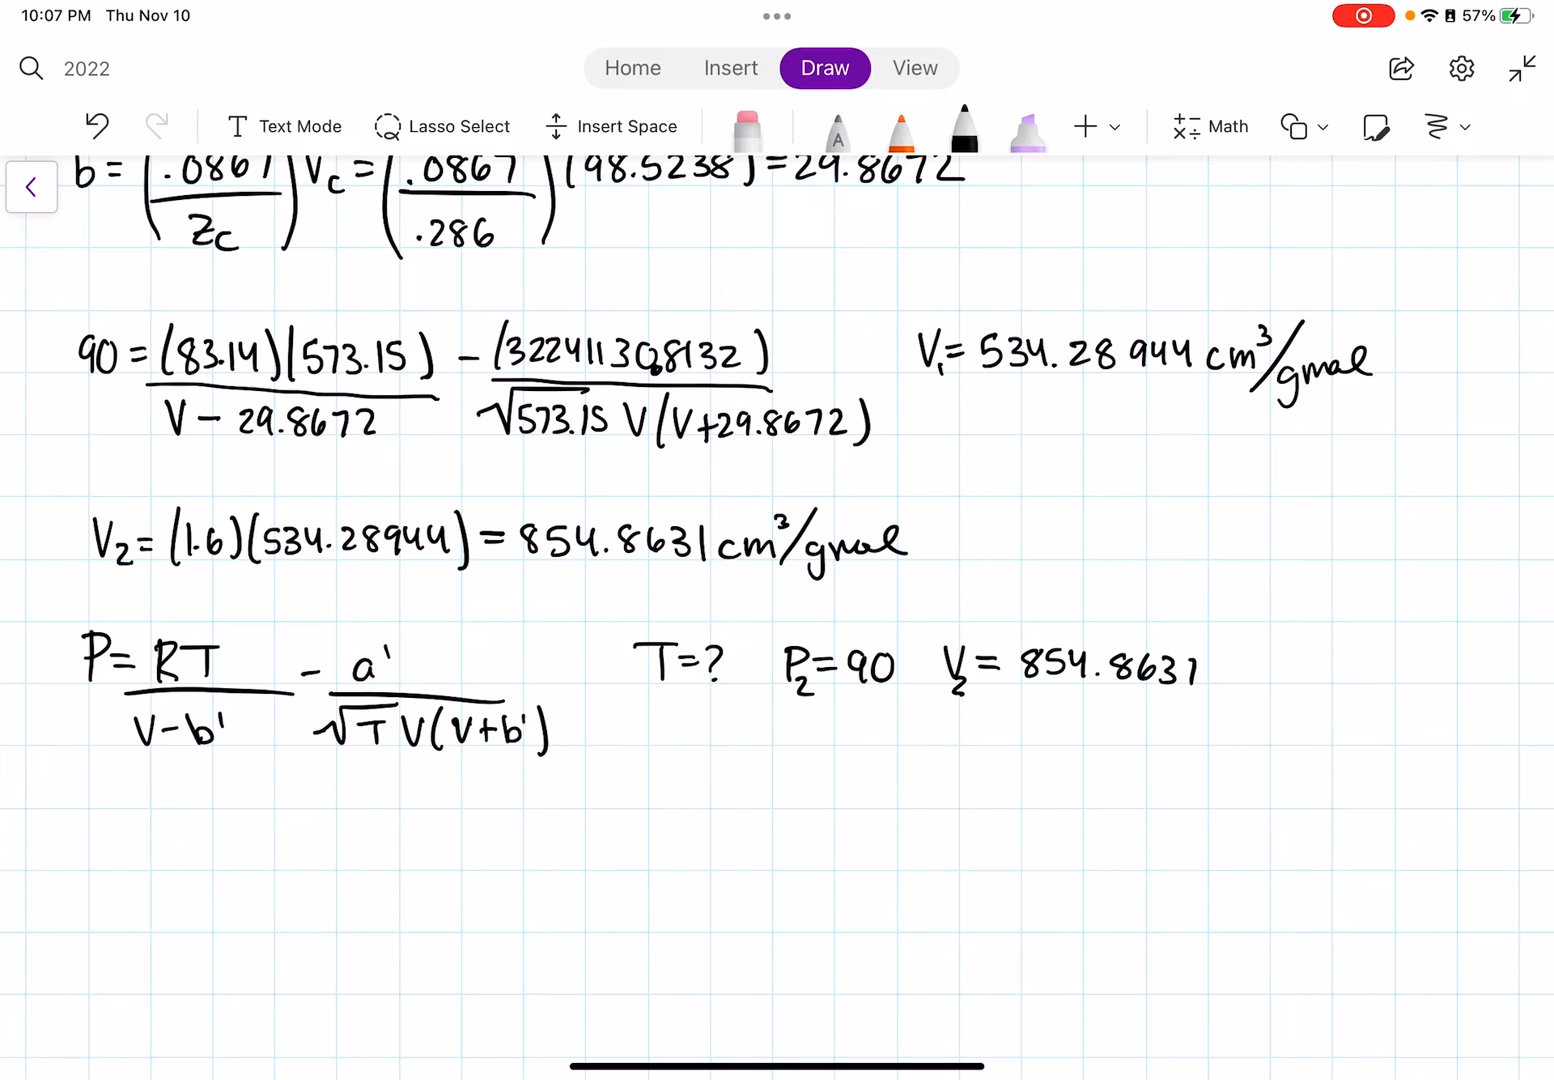 10:07 PM Thu Nov 10
57%
2022
Home Insert Draw View
Text Mode Lasso Select Insert Space A Math
b = (.0867 / Zc) Vc = (.0867 / .286) (98.5238) = 29.8672
90 = (83.14)(573.15) / V - 29.8672 - (322411308.8132) / √573.15 V(V+29.8672) V₁ = 534.28944 cm³/gmol
V₂ = (1.6)(534.28944) = 854.8631 cm³/gmol
P = RT / V-b' - a' / √T V(V+b') T=? P₂=90 V₂= 854.8631